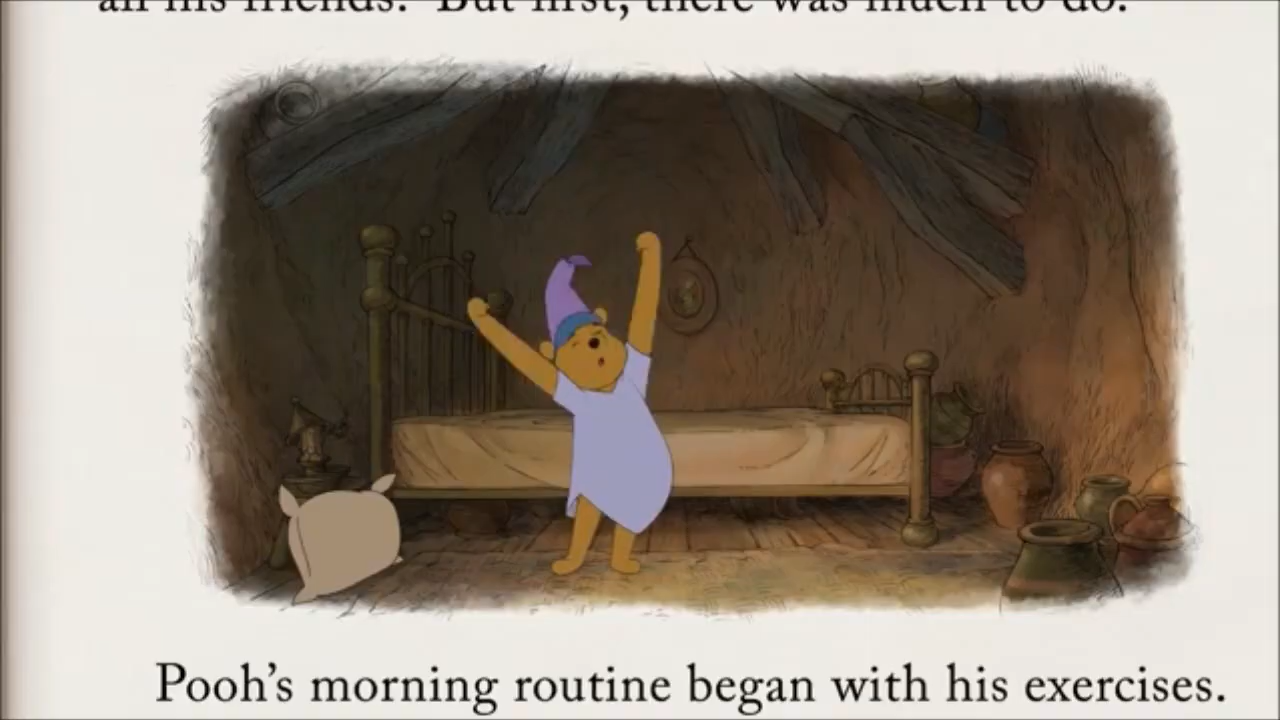 all his friends. But first, there was much to do.
Pooh's morning routine began with his exercises.